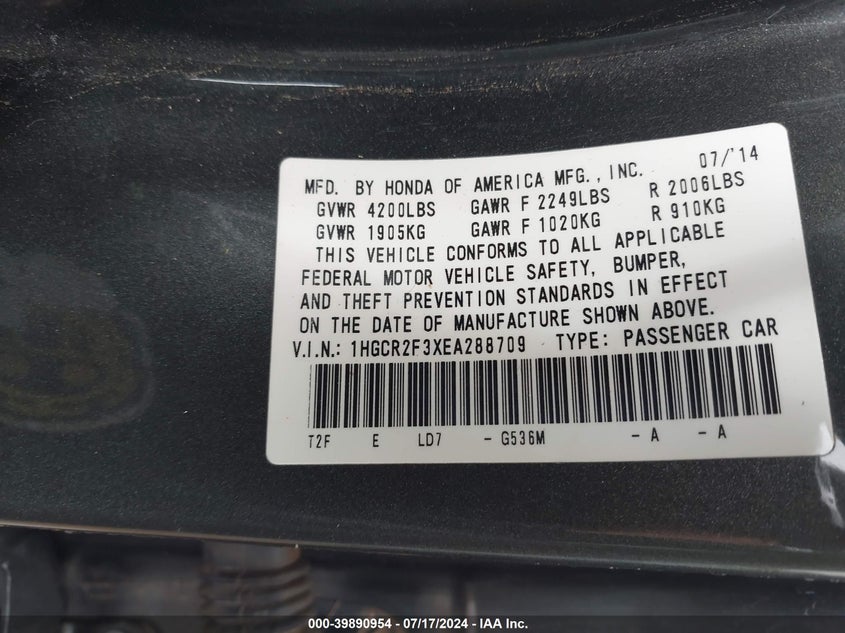 MFD. BY HONDA OF AMERICA MFG., INC. 07/'14
GVWR 4200LBS GAWR F 2249LBS R 2006LBS
GVWR 1905KG GAWR F 1020KG R 910KG
THIS VEHICLE CONFORMS TO ALL APPLICABLE
FEDERAL MOTOR VEHICLE SAFETY, BUMPER,
AND THEFT PREVENTION STANDARDS IN EFFECT
ON THE DATE OF MANUFACTURE SHOWN ABOVE.
V.I.N.: 1HGCR2F3XEA288709 TYPE: PASSENGER CAR
T2F E LD7 - G536M - A - A
000-39890954 / 07/17/2024 - IAA Inc.